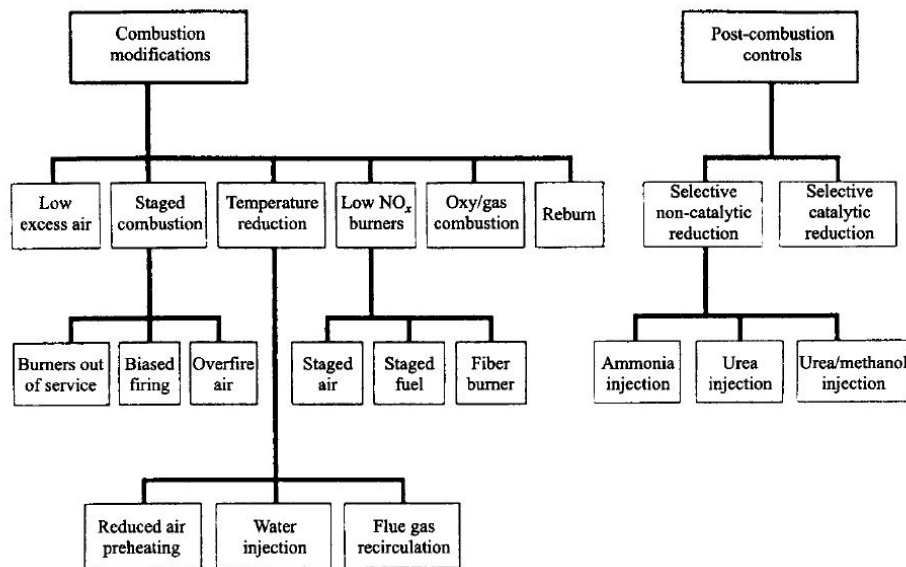 Combustion
modifications
Post-combustion
controls
Low
excess air
Staged
combustion
Temperature
reduction
Low NOx
burners
Oxy/gas
combustion
Reburn
Selective
non-catalytic
reduction
Selective
catalytic
reduction
Burners out
of service
Biased
firing
Overfire
air
Staged
air
Staged
fuel
Fiber
burner
Ammonia
injection
Urea
injection
Urea/methanol
injection
Reduced air
preheating
Water
injection
Flue gas
recirculation